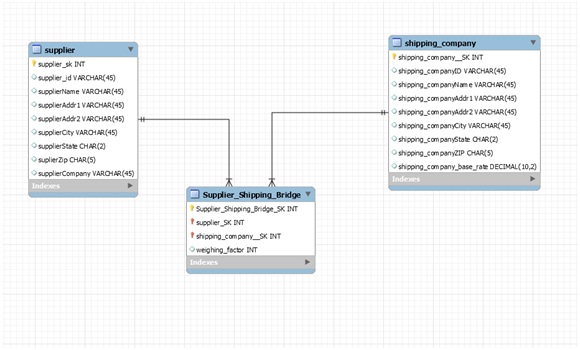 supplier
supplier_sk INT
supplier_id VARCHAR(45)
supplierName VARCHAR(45)
supplierAddr1 VARCHAR(45)
supplierAddr2 VARCHAR(45)
supplierCity VARCHAR(45)
supplierState CHAR(2)
suplierZip CHAR(5)
supplierCompany VARCHAR(45)
Indexes
shipping_company
shipping_company__SK INT
shipping_companyID VARCHAR(45)
shipping_companyName VARCHAR(45)
shipping_companyAddr1 VARCHAR(45)
shipping_companyAddr2 VARCHAR(45)
shipping_companyCity VARCHAR(45)
shipping_companyState CHAR(2)
shipping_companyZIP CHAR(5)
shipping_company_base_rate DECIMAL(10,2)
Indexes
Supplier_Shipping_Bridge
Supplier_Shipping_Bridge_SK INT
supplier_SK INT
shipping_company__SK INT
weighing_factor INT
Indexes